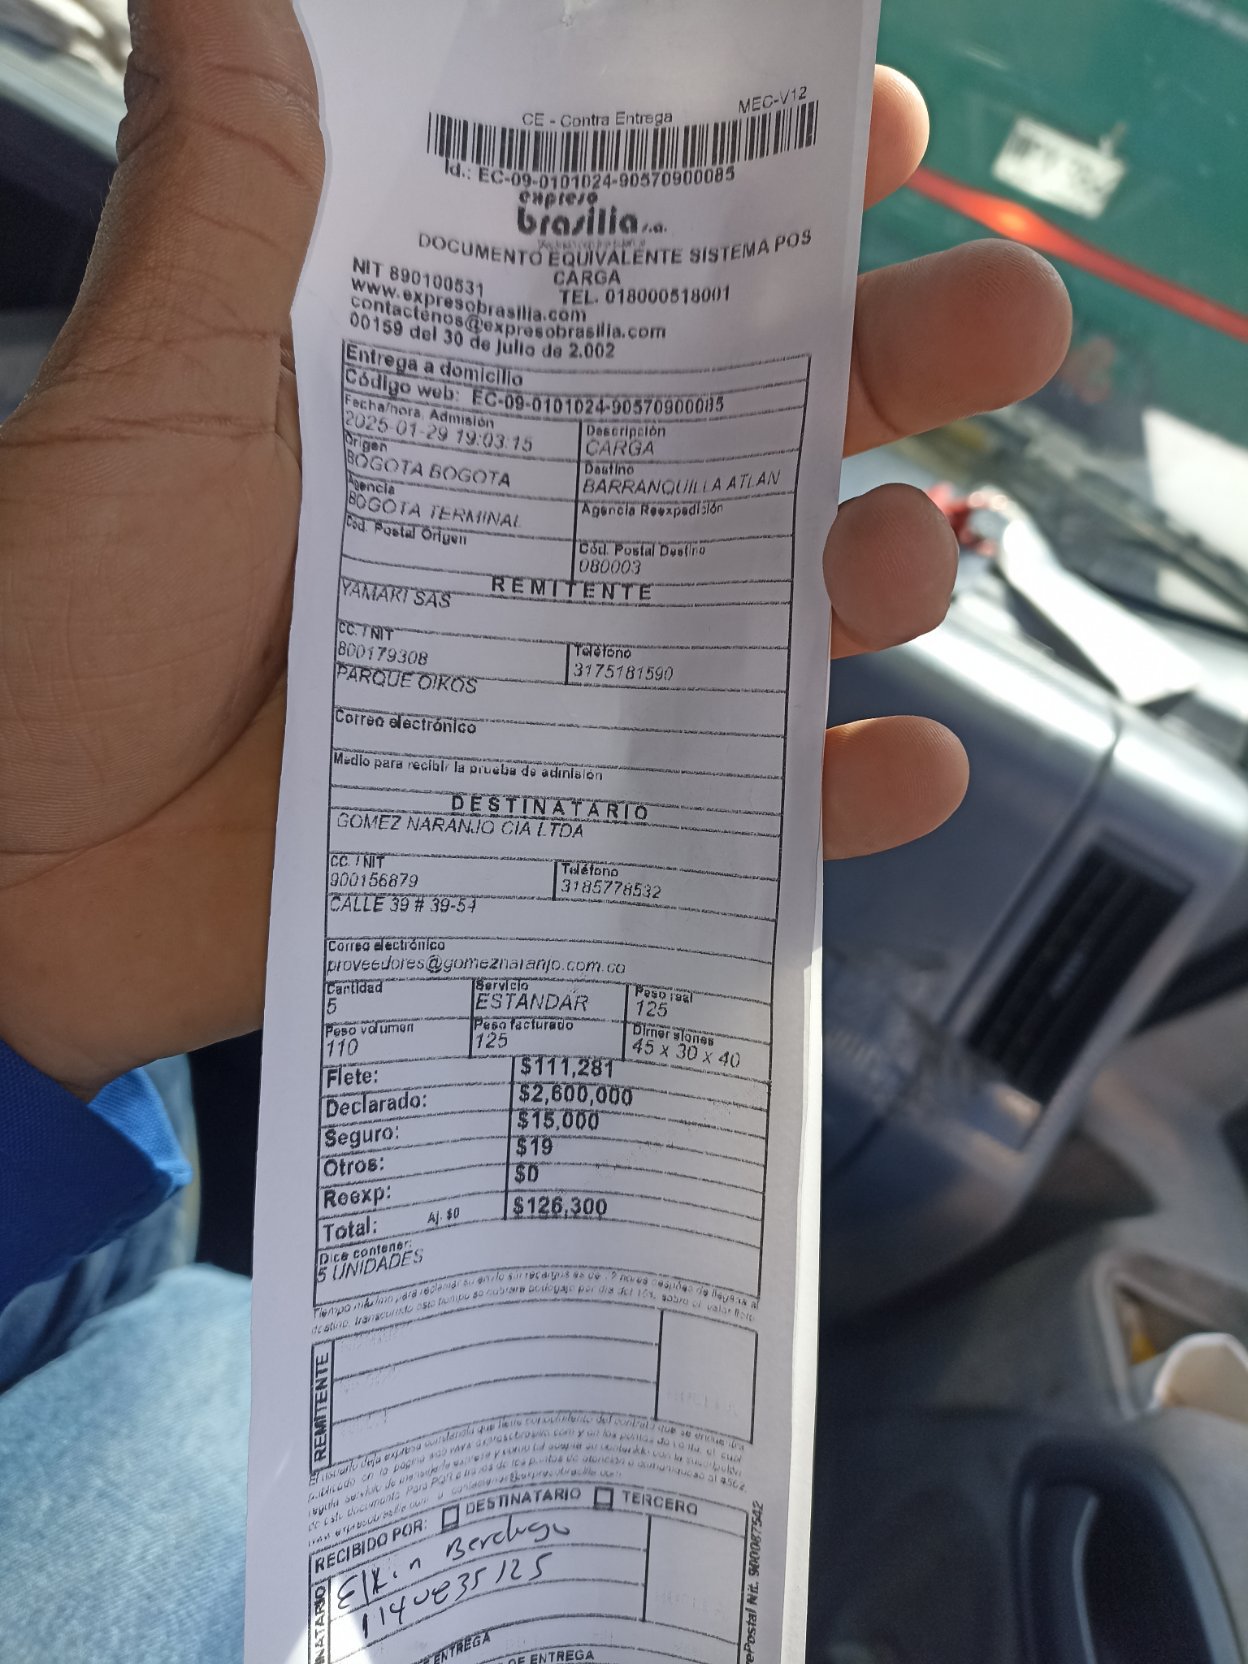 CE - Contra Entrega
MEC-V12
Id.: EC-09-0101024-90570900085
expreso
brasilia s.a.
DOCUMENTO EQUIVALENTE SISTEMA POS
CARGA
NIT 890100531
TEL. 018000518001
www.expresobrasilia.com
contactenos@expresobrasilia.com
00159 del 30 de julio de 2.002
Entrega a domicilio
Código web: EC-09-0101024-90570900085
Fecha/hora Admisión
2025-01-29 19:03:15
Descripción
CARGA
Origen
BOGOTA BOGOTA
Destino
BARRANQUILLA ATLAN
Agencia
BOGOTA TERMINAL
Agencia Reexpedición
Cod. Postal Origen
Cód. Postal Destino
080003
REMITENTE
YAMAKI SAS
CC. / NIT
800179308
Teléfono
3175181590
PARQUE OIKOS
Correo electrónico
Medio para recibir la prueba de admisión
DESTINATARIO
GOMEZ NARANJO CIA LTDA
CC. / NIT
900156879
Teléfono
3185778532
CALLE 39 # 39-54
Correo electrónico
proveedores@gomeznaranjo.com.co
Cantidad
5
Servicio
ESTANDAR
Peso real
125
Peso volumen
110
Peso facturado
125
Dimensiones
45 x 30 x 40
Flete: $111,281
Declarado: $2,600,000
Seguro: $15,000
Otros: $19
Reexp: $0
Total: Aj. $0 $126,300
Dice contener:
5 UNIDADES
REMITENTE
RECIBIDO POR: DESTINATARIO TERCERO
Elkin Berdugo
1140835125